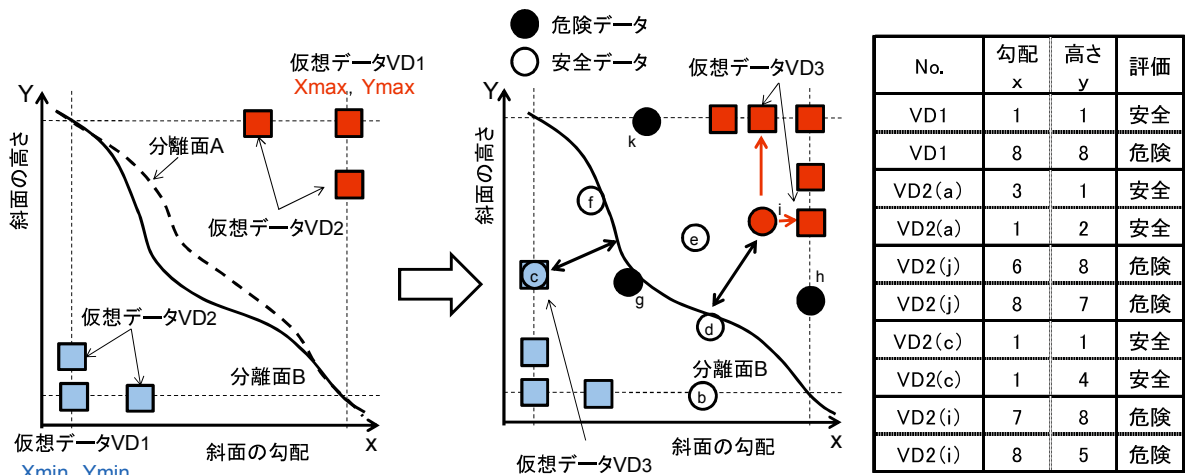 仮想データVD1
Xmax, Ymax
Y
斜面の高さ
分離面A
仮想データVD2
仮想データVD2
分離面B
仮想データVD1
斜面の勾配
X
Xmin, Ymin
危険データ
安全データ
仮想データVD3
Y
斜面の高さ
k
f
e
i
c
g
h
d
分離面B
b
斜面の勾配
X
仮想データVD3
No. 勾配x 高さy 評価
VD1 1 1 安全
VD1 8 8 危険
VD2(a) 3 1 安全
VD2(a) 1 2 安全
VD2(j) 6 8 危険
VD2(j) 8 7 危険
VD2(c) 1 1 安全
VD2(c) 1 4 安全
VD2(i) 7 8 危険
VD2(i) 8 5 危険